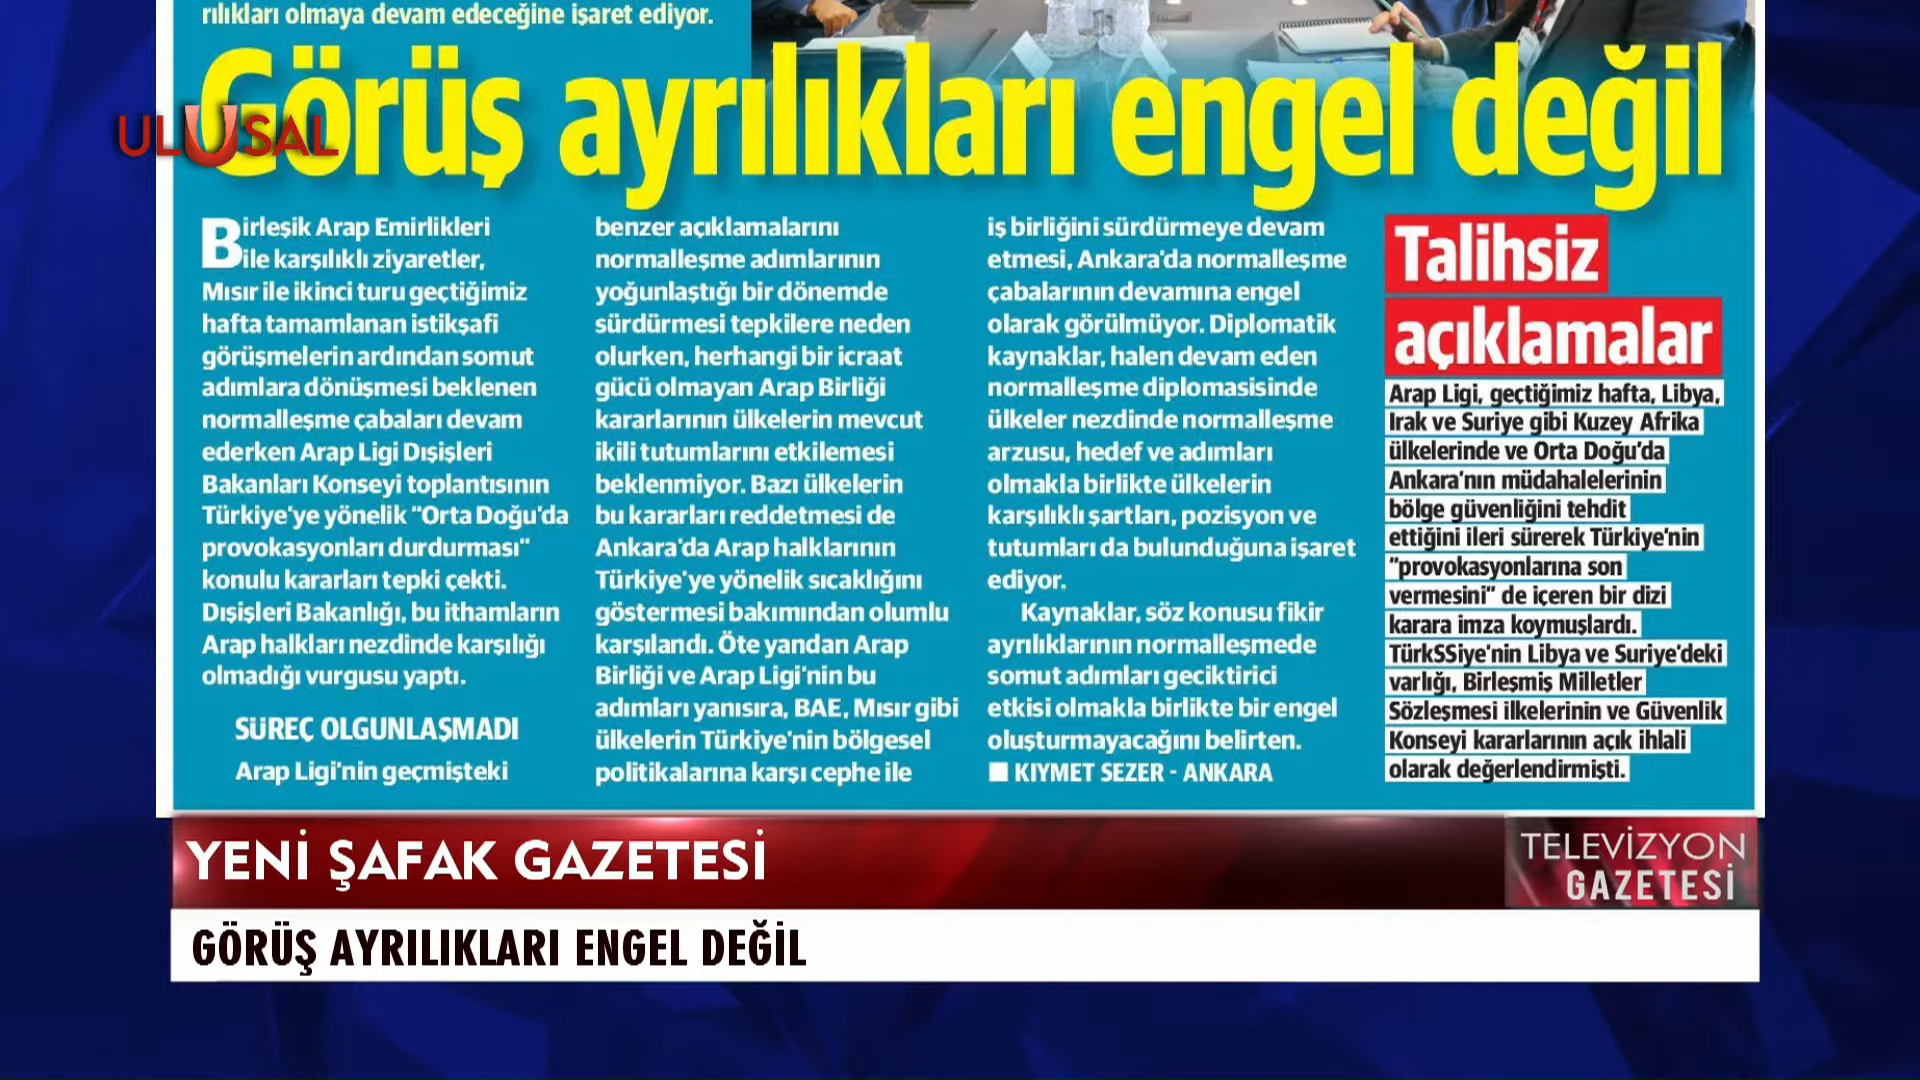 rılıkları olmaya devam edeceğine işaret ediyor.
Görüş ayrılıkları engel değil
ULUSAL
Birleşik Arap Emirlikleri
ile karşılıklı ziyaretler,
Mısır ile ikinci turu geçtiğimiz
hafta tamamlanan istikşafi
görüşmelerin ardından somut
adımlara dönüşmesi beklenen
normalleşme çabaları devam
ederken Arap Ligi Dışişleri
Bakanları Konseyi toplantısının
Türkiye'ye yönelik "Orta Doğu'da
provokasyonları durdurması"
konulu kararları tepki çekti.
Dışişleri Bakanlığı, bu ithamların
Arap halkları nezdinde karşılığı
olmadığı vurgusu yaptı.
SÜREÇ OLGUNLAŞMADI
Arap Ligi'nin geçmişteki
benzer açıklamalarını
normalleşme adımlarının
yoğunlaştığı bir dönemde
sürdürmesi tepkilere neden
olurken, herhangi bir icraat
gücü olmayan Arap Birliği
kararlarının ülkelerin mevcut
ikili tutumlarını etkilemesi
beklenmiyor. Bazı ülkelerin
bu kararları reddetmesi de
Ankara'da Arap halklarının
Türkiye'ye yönelik sıcaklığını
göstermesi bakımından olumlu
karşılandı. Öte yandan Arap
Birliği ve Arap Ligi'nin bu
adımları yanısıra, BAE, Mısır gibi
ülkelerin Türkiye'nin bölgesel
politikalarına karşı cephe ile
iş birliğini sürdürmeye devam
etmesi, Ankara'da normalleşme
çabalarının devamına engel
olarak görülmüyor. Diplomatik
kaynaklar, halen devam eden
normalleşme diplomasisinde
ülkeler nezdinde normalleşme
arzusu, hedef ve adımları
olmakla birlikte ülkelerin
karşılıklı şartları, pozisyon ve
tutumları da bulunduğuna işaret
ediyor.
Kaynaklar, söz konusu fikir
ayrılıklarının normalleşmede
somut adımları geciktirici
etkisi olmakla birlikte bir engel
oluşturmayacağını belirten.
■ KIYMET SEZER - ANKARA
Talihsiz
açıklamalar
Arap Ligi, geçtiğimiz hafta, Libya,
Irak ve Suriye gibi Kuzey Afrika
ülkelerinde ve Orta Doğu'da
Ankara'nın müdahalelerinin
bölge güvenliğini tehdit
ettiğini ileri sürerek Türkiye'nin
"provokasyonlarına son
vermesini" de içeren bir dizi
karara imza koymuşlardı.
TürkSSiye'nin Libya ve Suriye'deki
varlığı, Birleşmiş Milletler
Sözleşmesi ilkelerinin ve Güvenlik
Konseyi kararlarının açık ihlali
olarak değerlendirmişti.
YENİ ŞAFAK GAZETESİ
TELEVİZYON
GAZETESİ
GÖRÜŞ AYRILIKLARI ENGEL DEĞİL